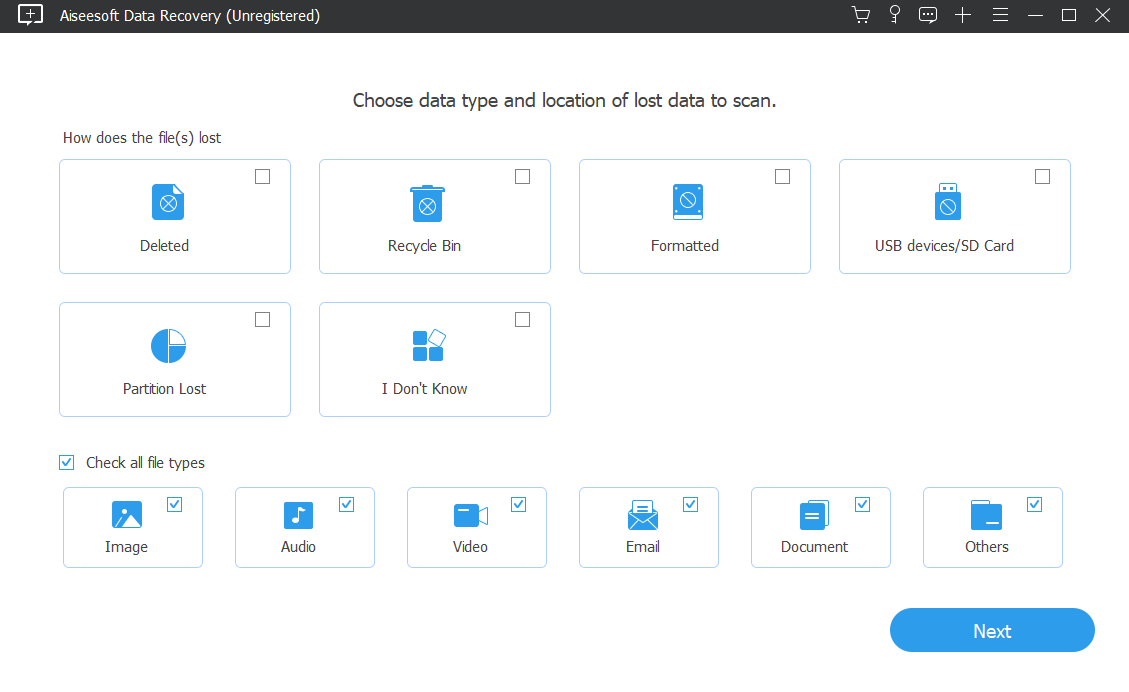 Aiseesoft Data Recovery (Unregistered)
Choose data type and location of lost data to scan.
How does the file(s) lost
Deleted
Recycle Bin
Formatted
USB devices/SD Card
Partition Lost
I Don't Know
Check all file types
Image
Audio
Video
Email
Document
Others
Next